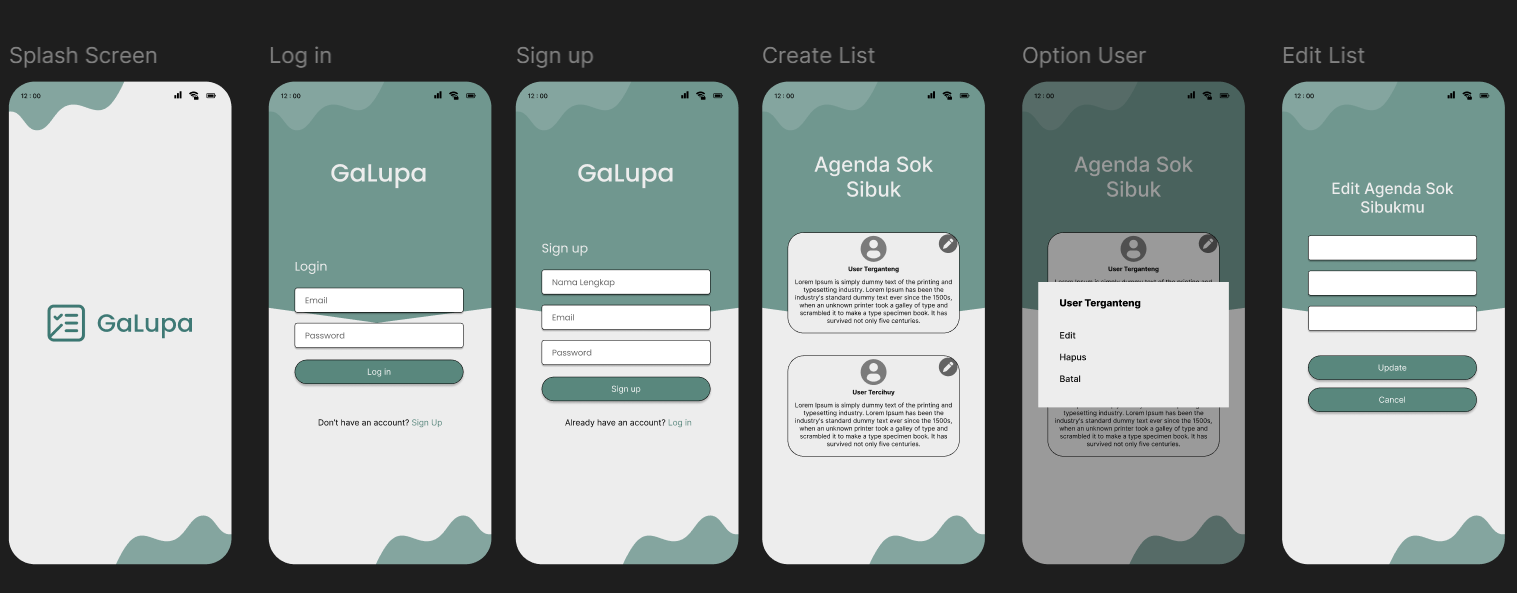 Splash Screen
12 : 00
GaLupa
Log in
12 : 00
GaLupa
Login
Email
Password
Log in
Don't have an account? Sign Up
Sign up
12 : 00
GaLupa
Sign up
Nama Lengkap
Email
Password
Sign up
Already have an account? Log in
Create List
12 : 00
Agenda Sok
Sibuk
User Terganteng
Lorem Ipsum is simply dummy text of the printing and
typesetting industry. Lorem Ipsum has been the
industry's standard dummy text ever since the 1500s,
when an unknown printer took a galley of type and
scrambled it to make a type specimen book. It has
survived not only five centuries.
User Tercihuy
Lorem Ipsum is simply dummy text of the printing and
typesetting industry. Lorem Ipsum has been the
industry's standard dummy text ever since the 1500s,
when an unknown printer took a galley of type and
scrambled it to make a type specimen book. It has
survived not only five centuries.
Option User
12 : 00
Agenda Sok
Sibuk
User Terganteng
User Terganteng
Edit
Hapus
Batal
typesetting industry. Lorem Ipsum has been the
industry's standard dummy text ever since the 1500s,
when an unknown printer took a galley of type and
scrambled it to make a type specimen book. It has
survived not only five centuries.
Edit List
12 : 00
Edit Agenda Sok
Sibukmu
Update
Cancel